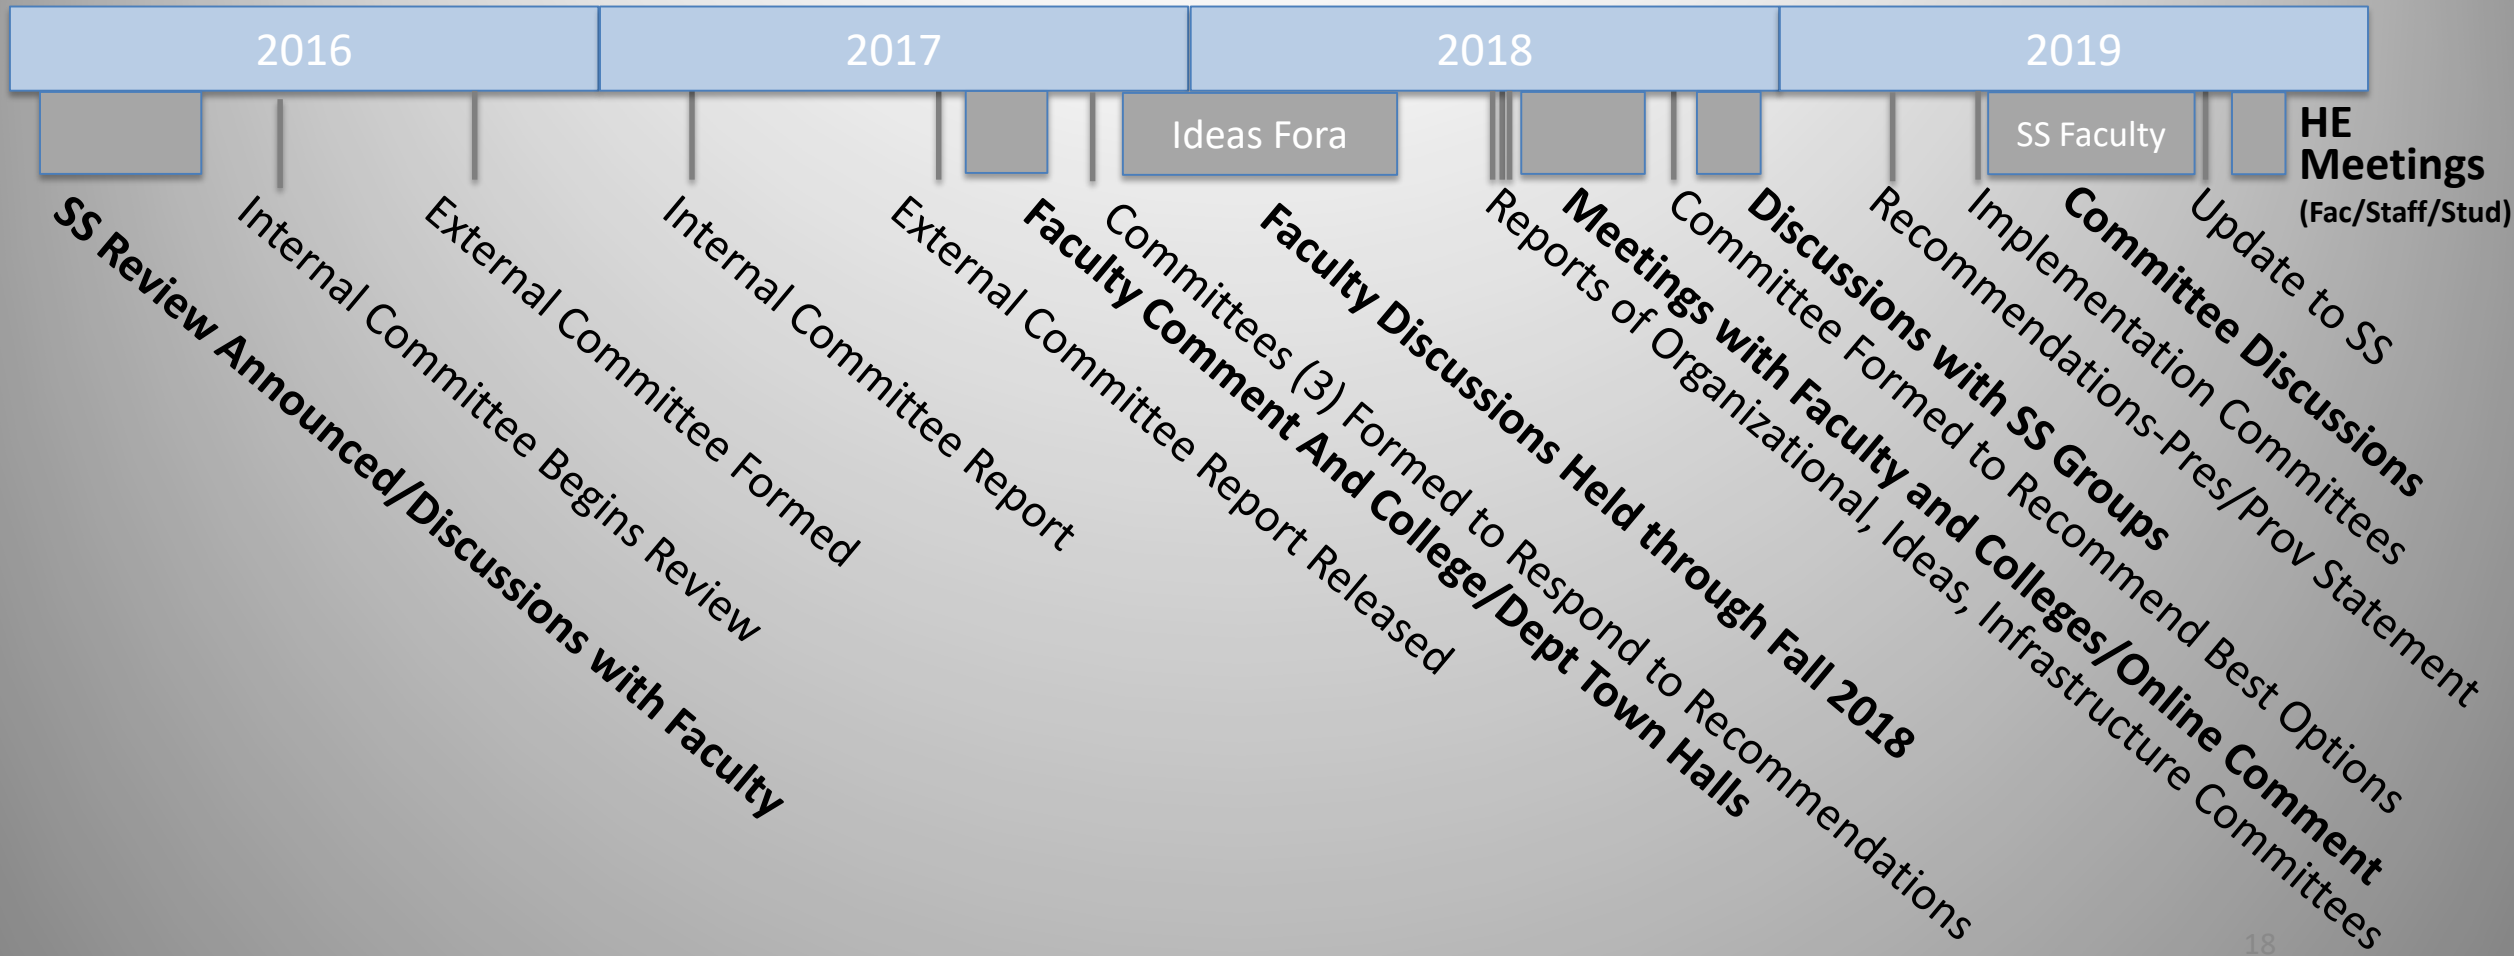 2016
2017
2018
2019
Ideas Fora
SS Faculty
HE
Meetings
(Fac/Staff/Stud)
SS Review Announced/Discussions with Faculty
Internal Committee Begins Review
External Committee Formed
Internal Committee Report
External Committee Report Released
Faculty Comment And College/Dept Town Halls
Committees (3) Formed to Respond to Recommendations
Faculty Discussions Held through Fall 2018
Reports of Organizational, Ideas, Infrastructure Committees
Meetings with Faculty and Colleges/Online Comment
Committee Formed to Recommend Best Options
Discussions with SS Groups
Recommendations-Pres/Prov Statement
Implementation Committees
Committee Discussions
Update to SS
18